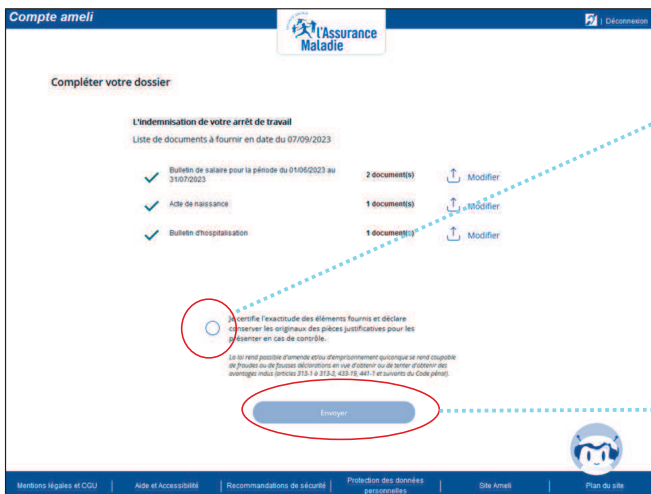 Compte ameli
| Déconnexion
l'Assurance
Maladie
Compléter votre dossier
L'indemnisation de votre arrêt de travail
Liste de documents à fournir en date du 07/09/2023
Bulletin de salaire pour la période du 01/06/2023 au
31/07/2023
2 document(s)
Modifier
Acte de naissance
1 document(s)
Modifier
Bulletin d'hospitalisation
1 document(s)
Modifier
Je certifie l'exactitude des éléments fournis et déclare
conserver les originaux des pièces justificatives pour les
présenter en cas de contrôle.
La loi rend passible d'amende et/ou d'emprisonnement quiconque se rend coupable
de fraudes ou de fausses déclarations en vue d'obtenir ou de tenter d'obtenir des
avantages indus (articles 313-1 à 313-3, 433-19, 441-1 et suivants du Code pénal).
Envoyer
Mentions légales et CGU | Aide et Accessibilité | Recommandations de sécurité | Protection des données
personnelles | Site Ameli | Plan du site